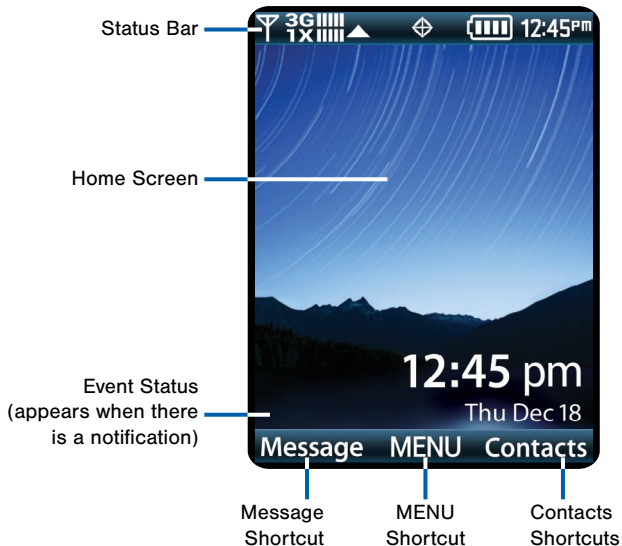 Status Bar
3G
1X
12:45pm
Home Screen
12:45 pm
Thu Dec 18
Event Status
(appears when there
is a notification)
Message MENU Contacts
Message
Shortcut
MENU
Shortcut
Contacts
Shortcuts